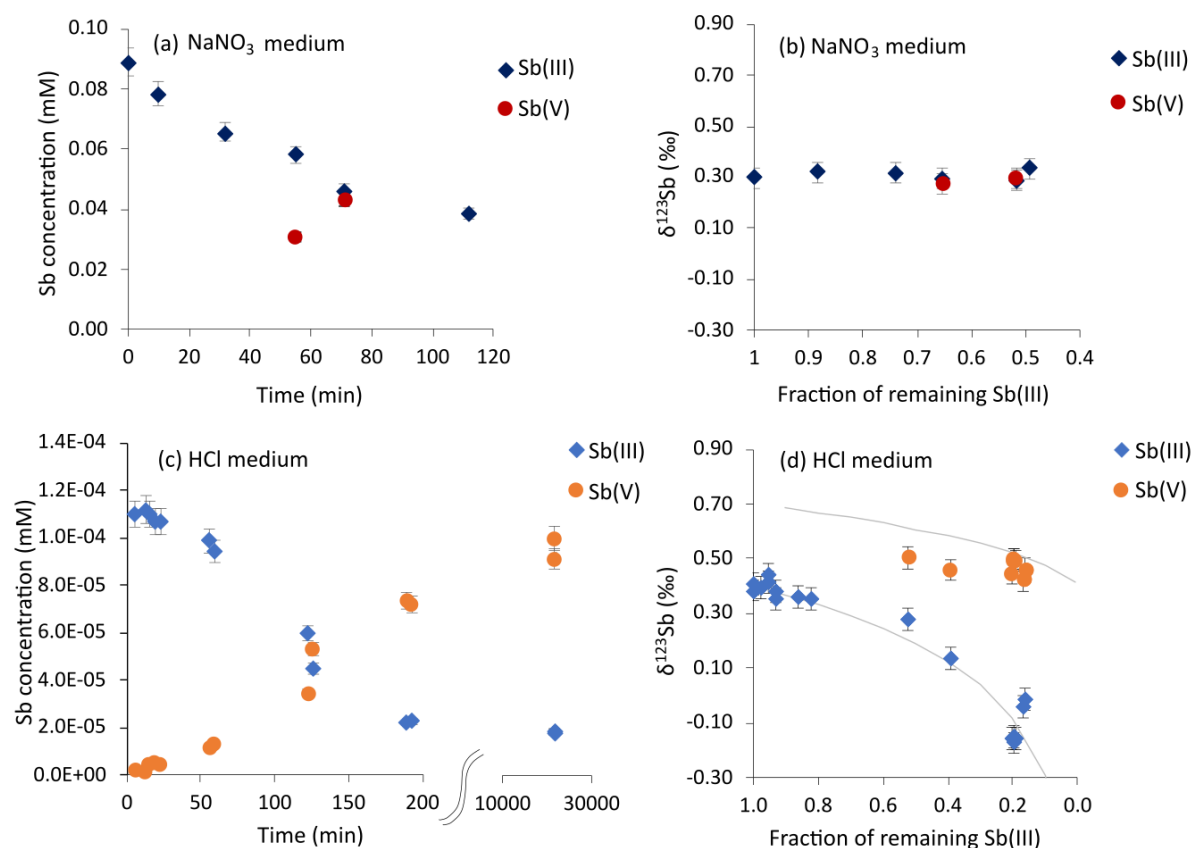 (a) NaNO₃ medium
Sb(III)
Sb(V)
Sb concentration (mM)
0.10
0.08
0.06
0.04
0.02
0.00
0 20 40 60 80 100 120
Time (min)
(b) NaNO₃ medium
Sb(III)
Sb(V)
δ¹²³Sb (‰)
0.90
0.70
0.50
0.30
0.10
-0.10
-0.30
1 0.9 0.8 0.7 0.6 0.5 0.4
Fraction of remaining Sb(III)
(c) HCl medium
Sb(III)
Sb(V)
Sb concentration (mM)
1.4E-04
1.2E-04
1.0E-04
8.0E-05
6.0E-05
4.0E-05
2.0E-05
0.0E+00
0 50 100 150 200 10000 30000
Time (min)
(d) HCl medium
Sb(III)
Sb(V)
δ¹²³Sb (‰)
0.90
0.70
0.50
0.30
0.10
-0.10
-0.30
1.0 0.8 0.6 0.4 0.2 0.0
Fraction of remaining Sb(III)